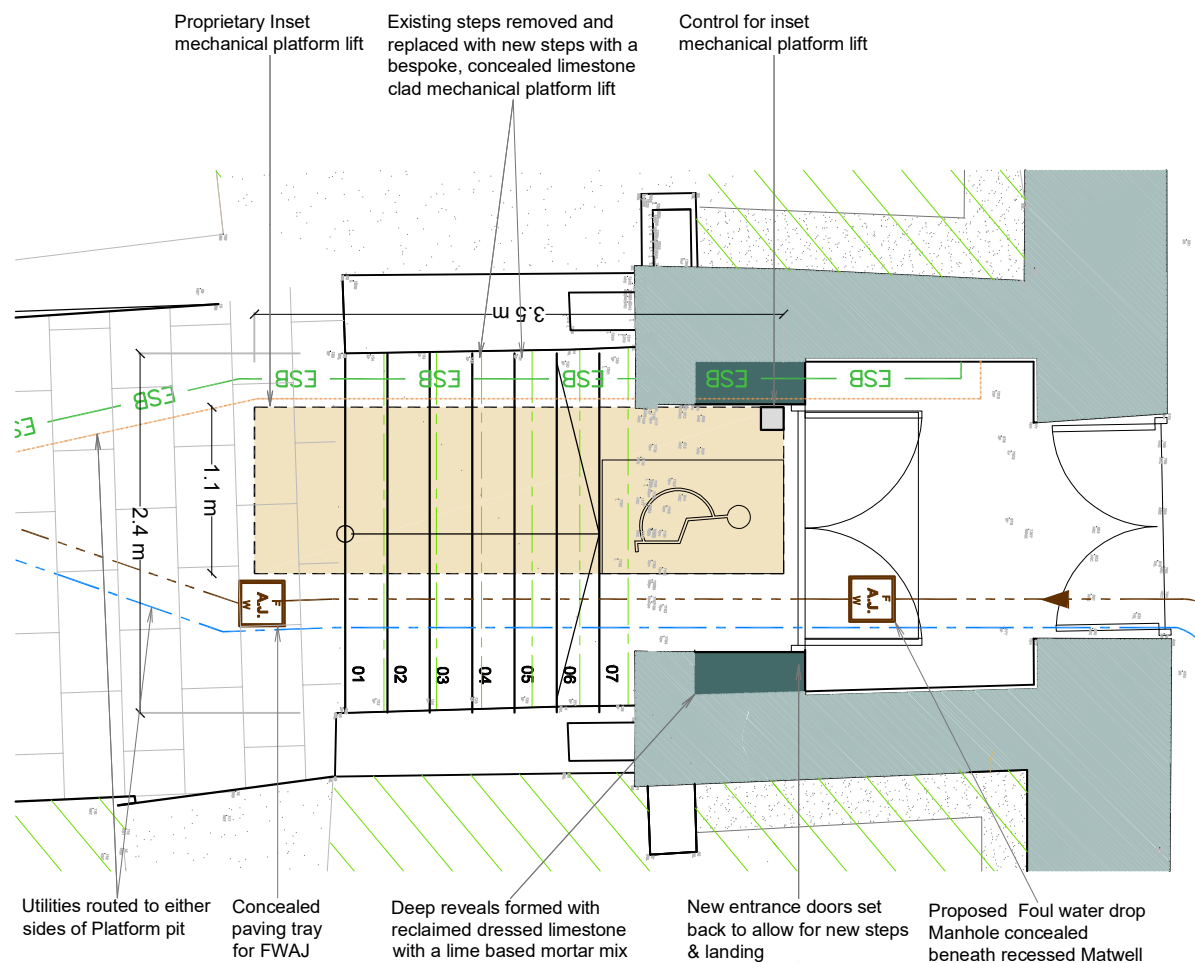 Proprietary Inset
mechanical platform lift
Existing steps removed and
replaced with new steps with a
bespoke, concealed limestone
clad mechanical platform lift
Control for inset
mechanical platform lift
3.5 m
ESB
ESB
ESB
ESB
ESB
ESB
ESB
1.1 m
2.4 m
F
A.J.
W
F
A.J.
W
01
02
03
04
05
06
07
Utilities routed to either
sides of Platform pit
Concealed
paving tray
for FWAJ
Deep reveals formed with
reclaimed dressed limestone
with a lime based mortar mix
New entrance doors set
back to allow for new steps
& landing
Proposed Foul water drop
Manhole concealed
beneath recessed Matwell